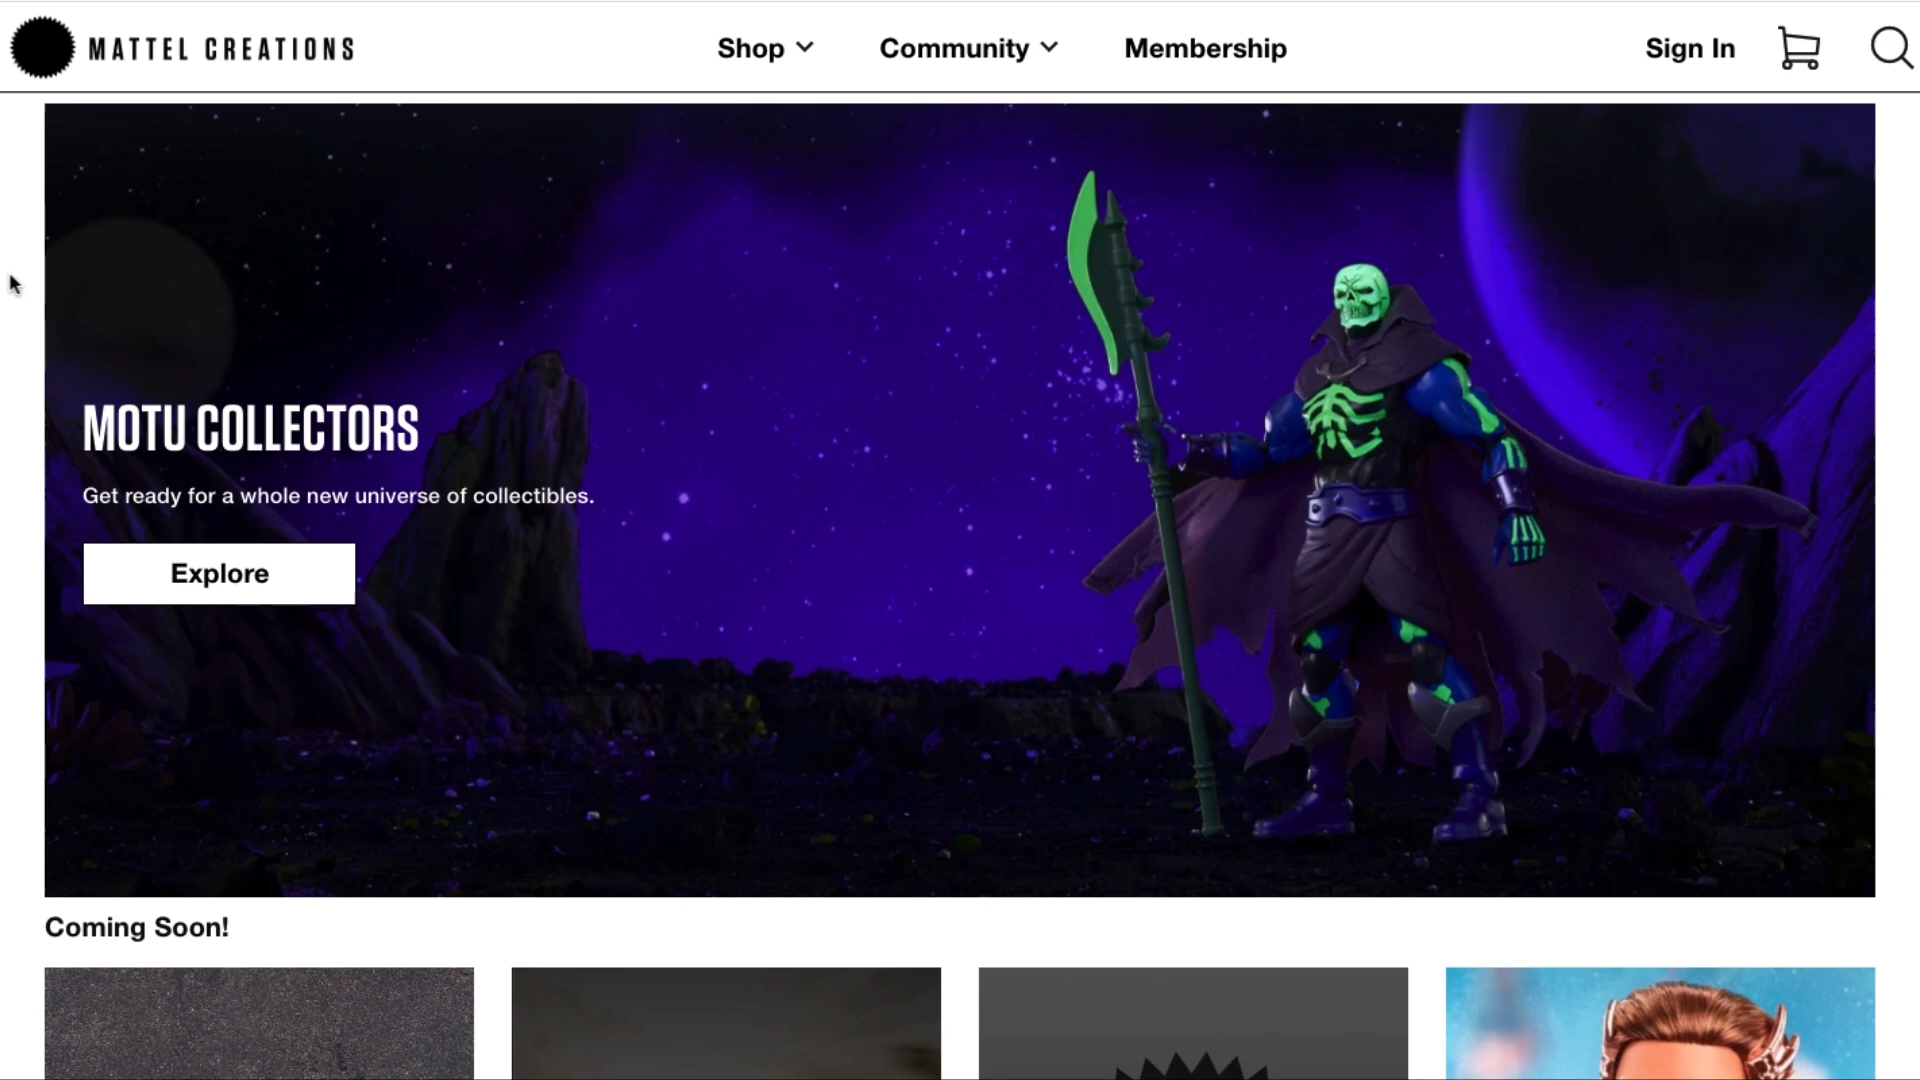 MATTEL CREATIONS
Shop
Community
Membership
Sign In
MOTU COLLECTORS
Get ready for a whole new universe of collectibles.
Explore
Coming Soon!